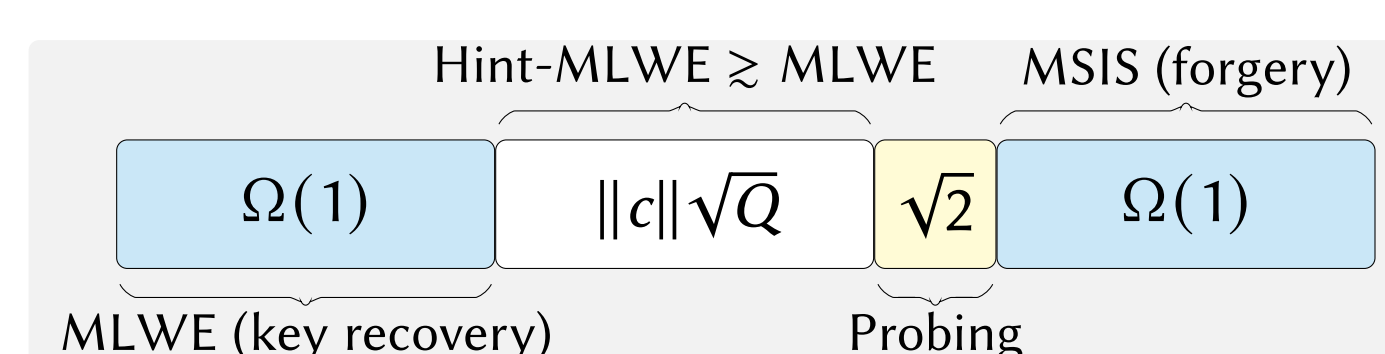 Hint-MLWE ≳ MLWE MSIS (forgery)
Ω(1) ||c||√Q √2 Ω(1)
MLWE (key recovery) Probing